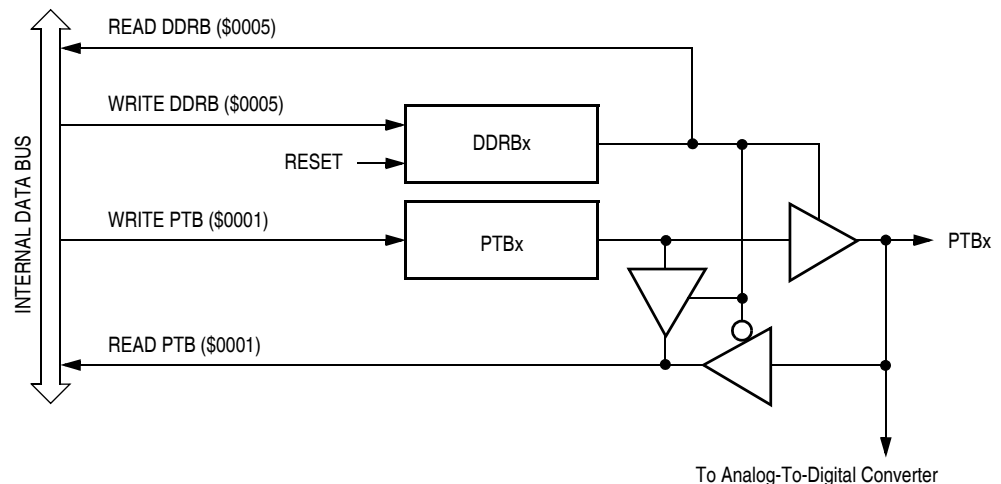 READ DDRB ($0005)
WRITE DDRB ($0005)
DDRBx
RESET
INTERNAL DATA BUS
WRITE PTB ($0001)
PTBx
PTBx
READ PTB ($0001)
To Analog-To-Digital Converter